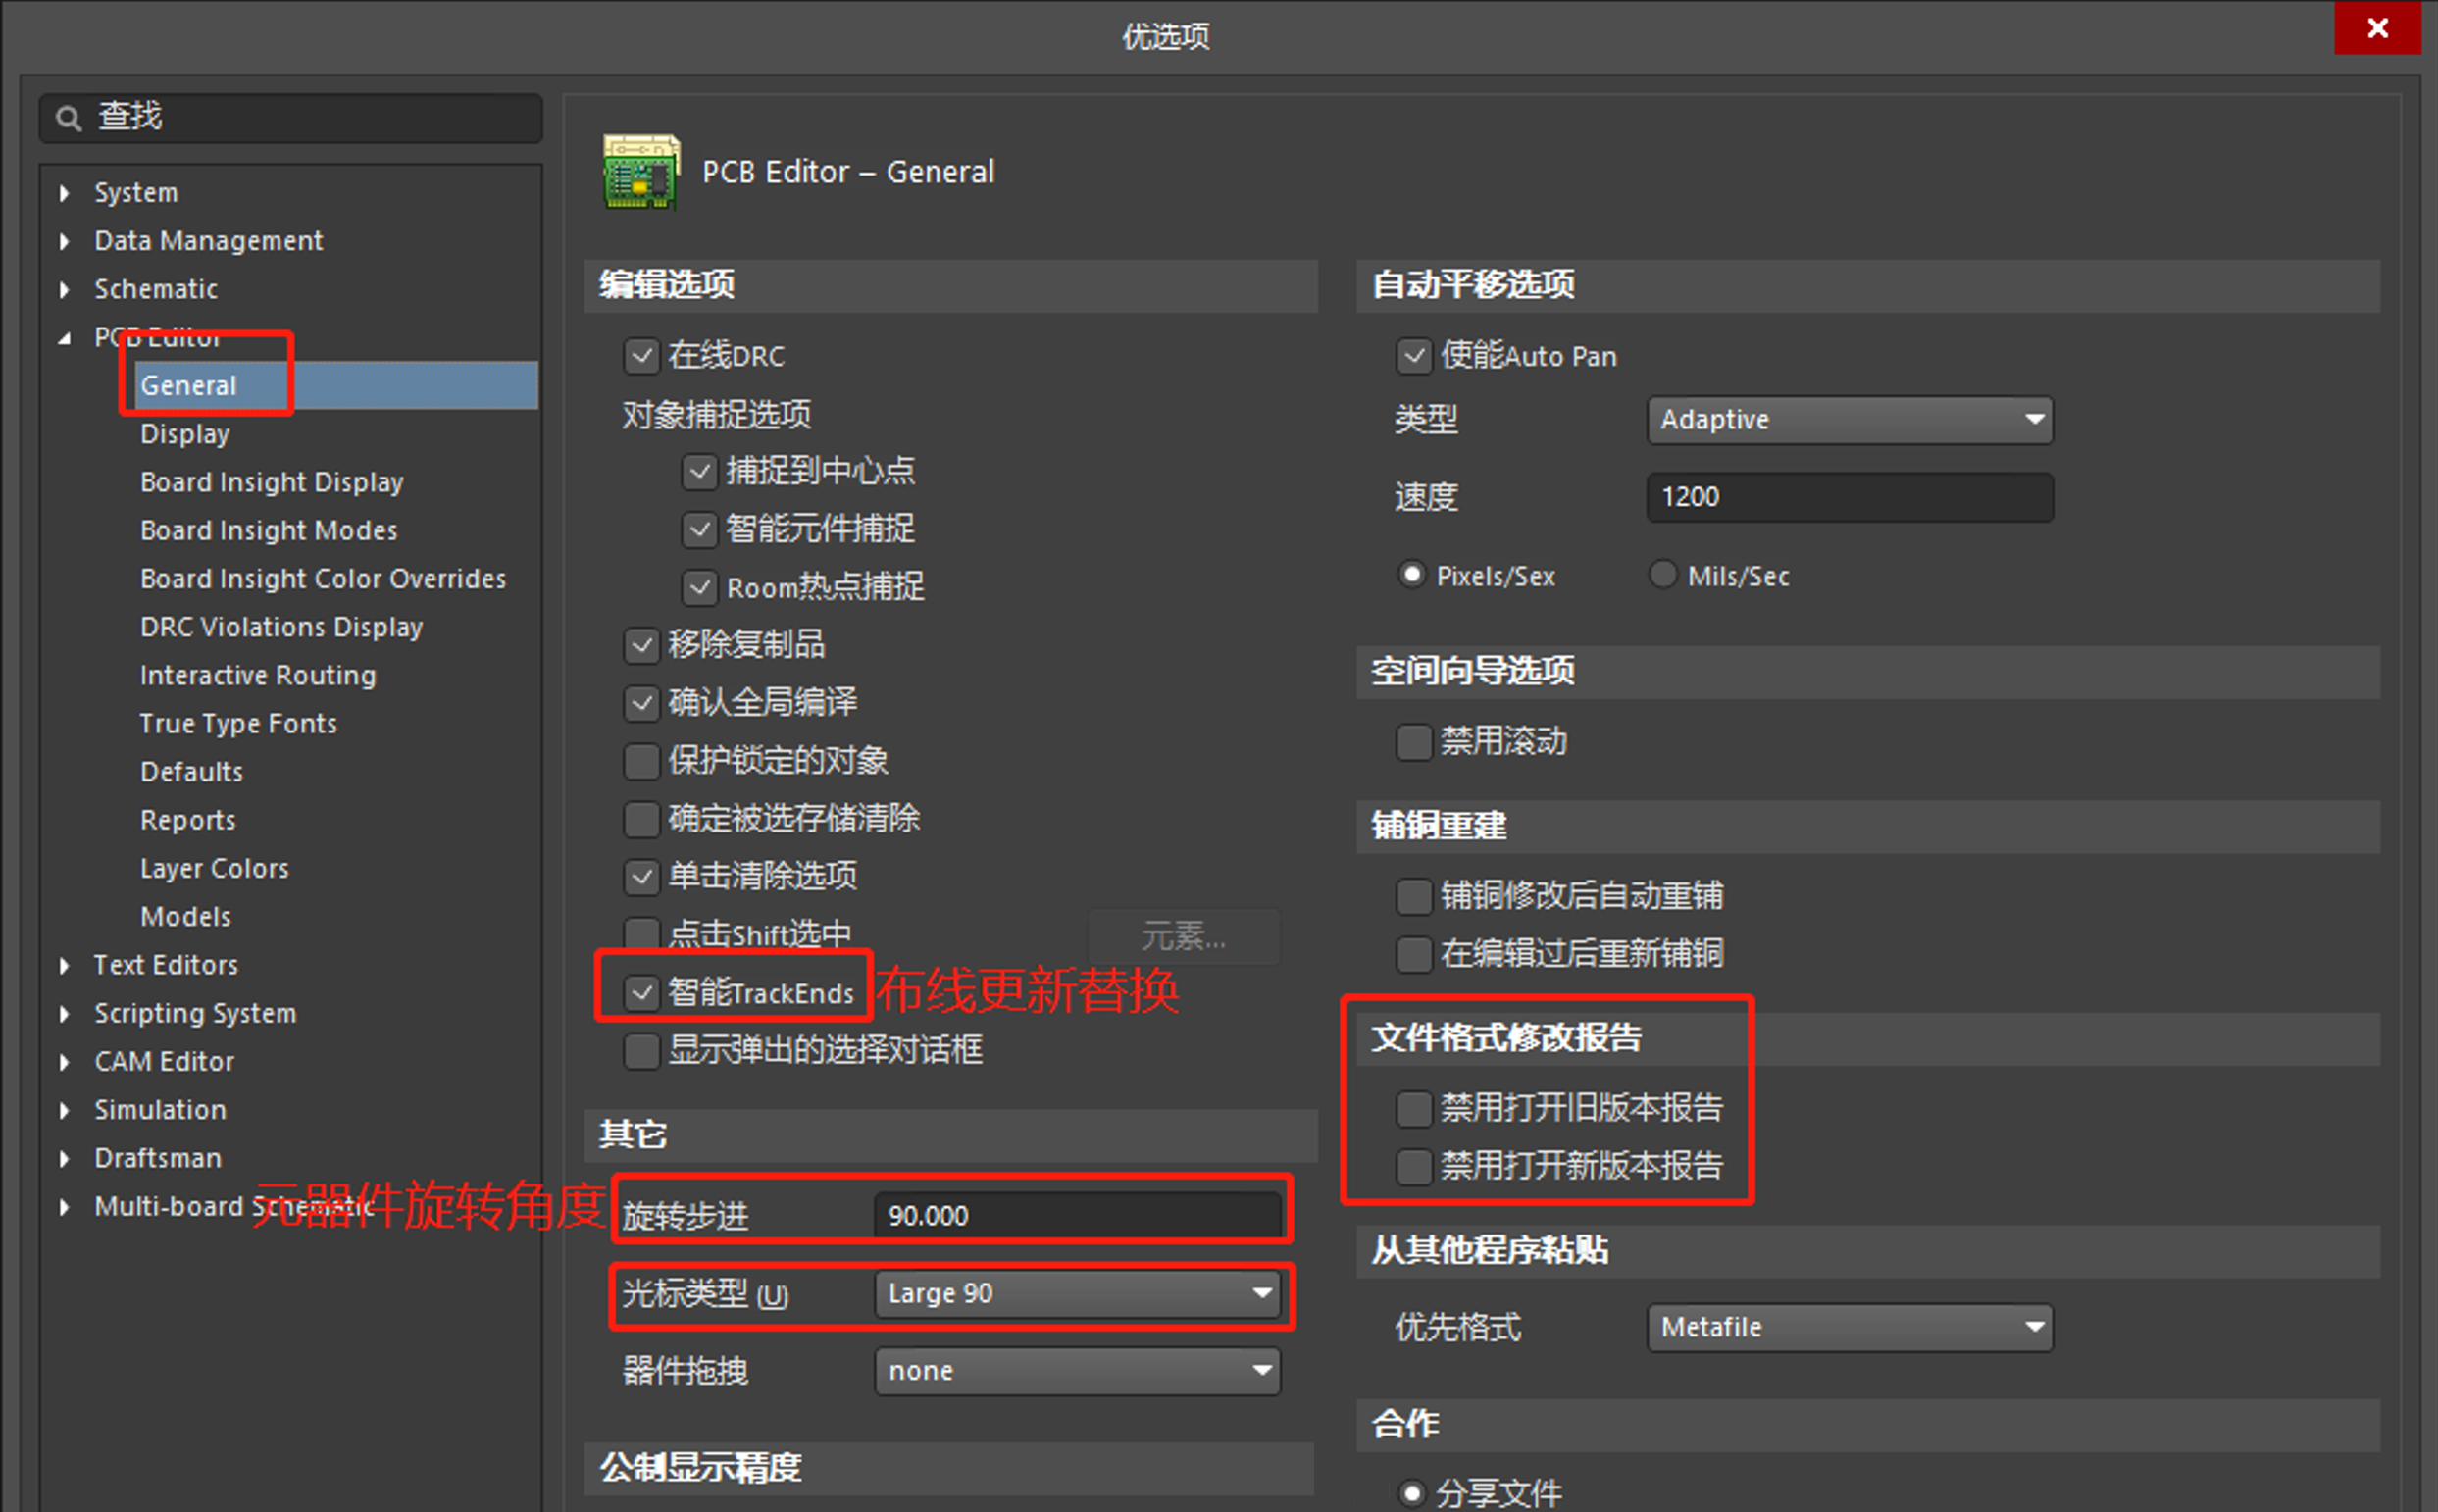 优选项
查找
System
Data Management
Schematic
PCB Editor
General
Display
Board Insight Display
Board Insight Modes
Board Insight Color Overrides
DRC Violations Display
Interactive Routing
True Type Fonts
Defaults
Reports
Layer Colors
Models
Text Editors
Scripting System
CAM Editor
Simulation
Draftsman
Multi-board Schematic
元器件旋转角度
PCB Editor – General
编辑选项
在线DRC
对象捕捉选项
捕捉到中心点
智能元件捕捉
Room热点捕捉
移除复制品
确认全局编译
保护锁定的对象
确定被选存储清除
单击清除选项
点击Shift选中 元素...
智能TrackEnds 布线更新替换
显示弹出的选择对话框
其它
旋转步进 90.000
光标类型 (U) Large 90
器件拖拽 none
公制显示精度
自动平移选项
使能Auto Pan
类型 Adaptive
速度 1200
Pixels/Sex Mils/Sec
空间向导选项
禁用滚动
铺铜重建
铺铜修改后自动重铺
在编辑过后重新铺铜
文件格式修改报告
禁用打开旧版本报告
禁用打开新版本报告
从其他程序粘贴
优先格式 Metafile
合作
分享文件